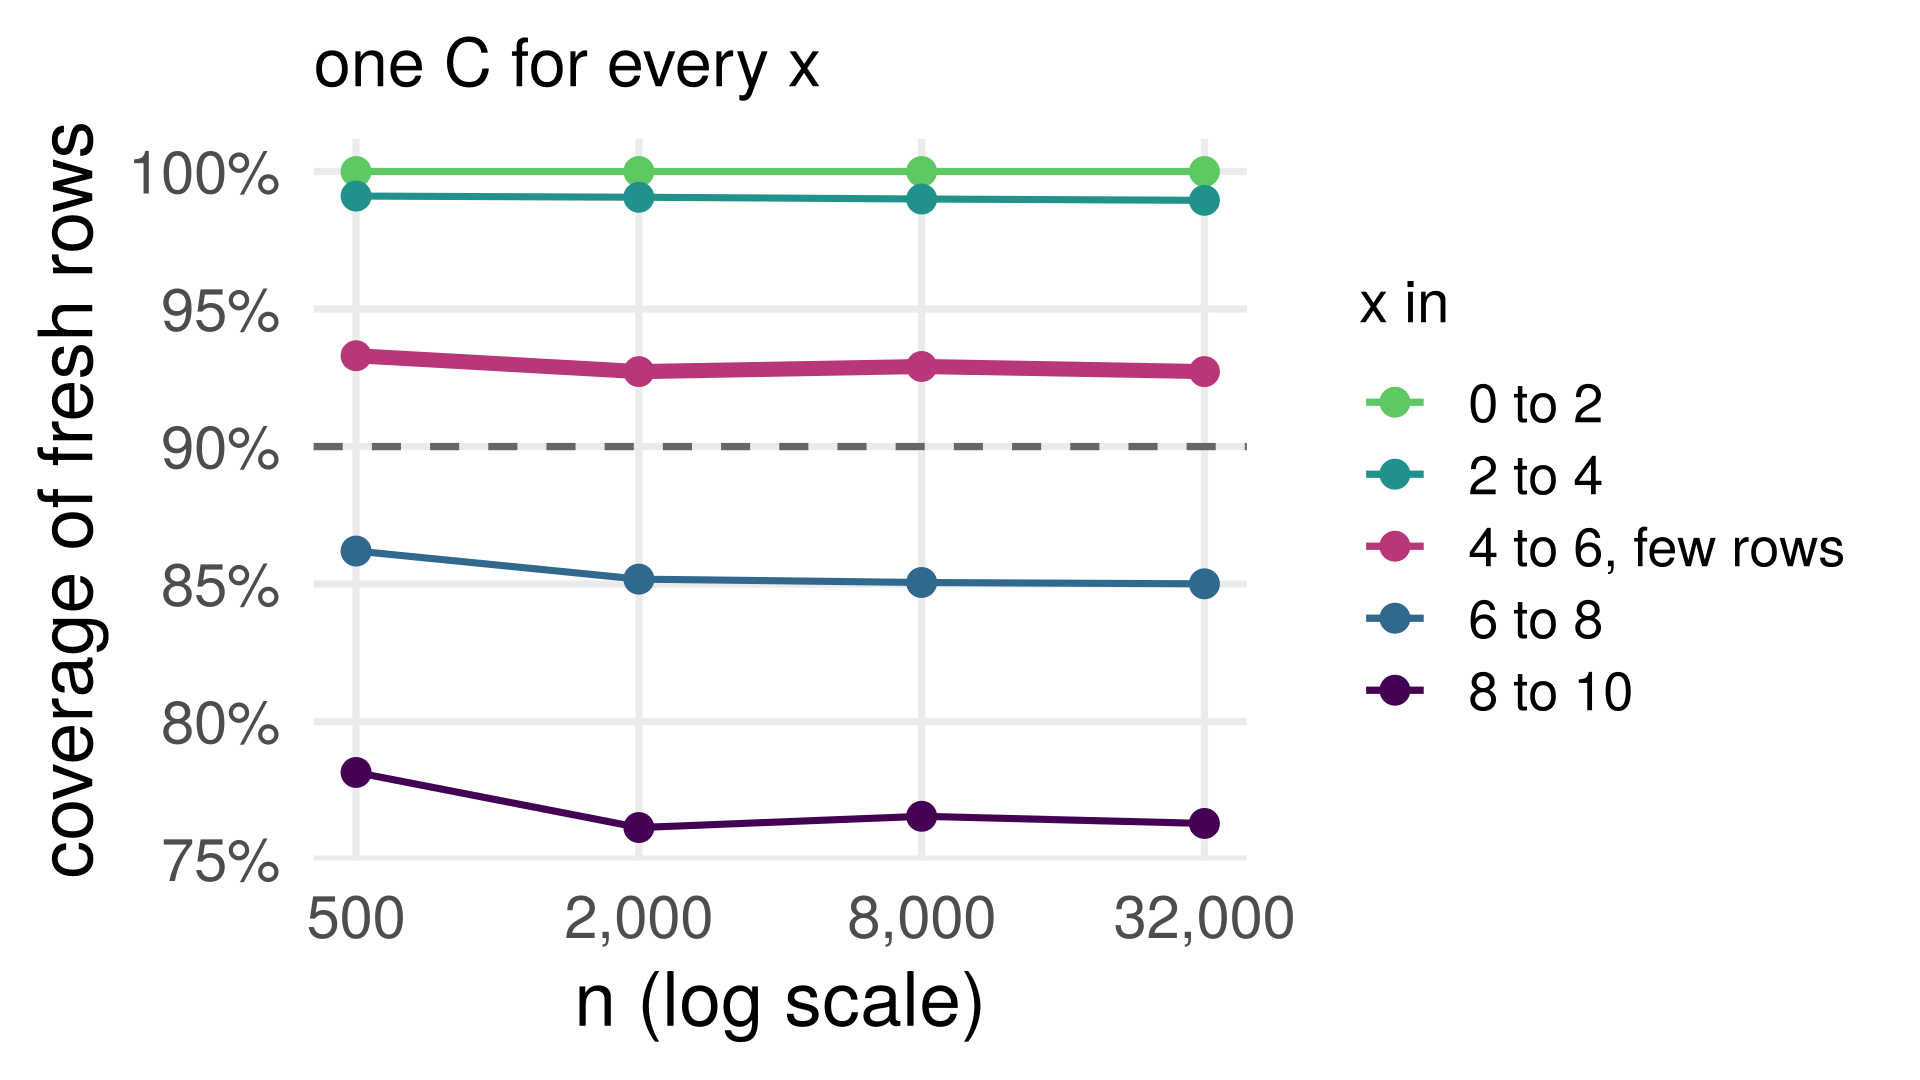 one C for every x
coverage of fresh rows
100%
95%
90%
85%
80%
75%
500 2,000 8,000 32,000
n (log scale)
x in
0 to 2
2 to 4
4 to 6, few rows
6 to 8
8 to 10